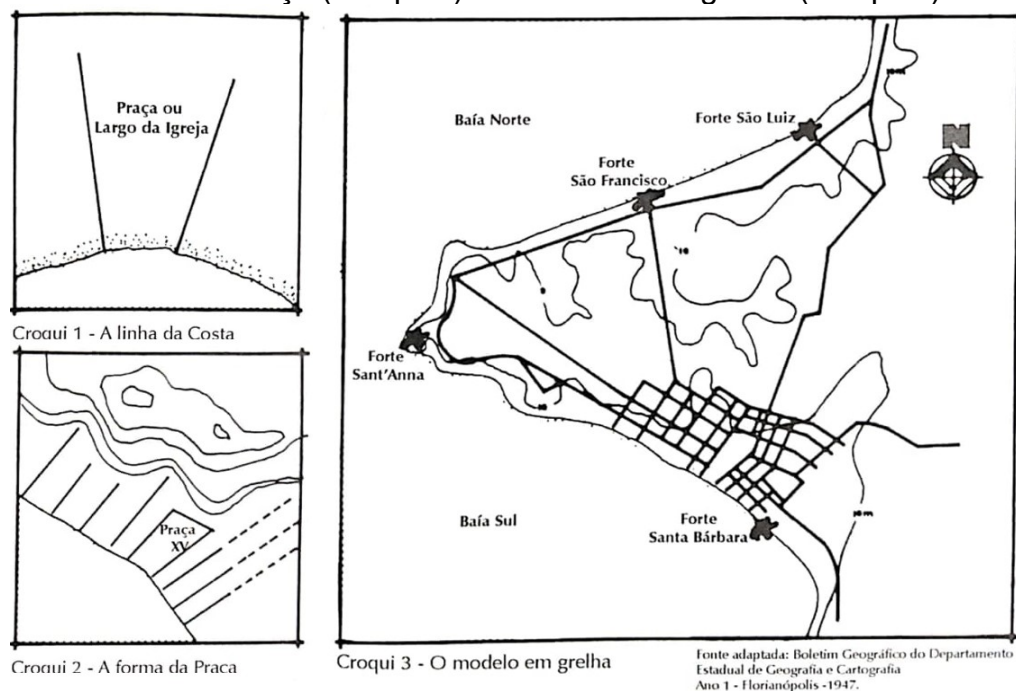 Praça ou
Largo da Igreja
Croqui 1 - A linha da Costa
Praça
XV
Croqui 2 - A forma da Praça
Baía Norte
Forte São Luiz
Forte
São Francisco
N
Forte
Sant'Anna
Baía Sul
Forte
Santa Bárbara
10m
Croqui 3 - O modelo em grelha
Fonte adaptada: Boletim Geográfico do Departamento
Estadual de Geografia e Cartografia
Ano 1 - Florianópolis -1947.